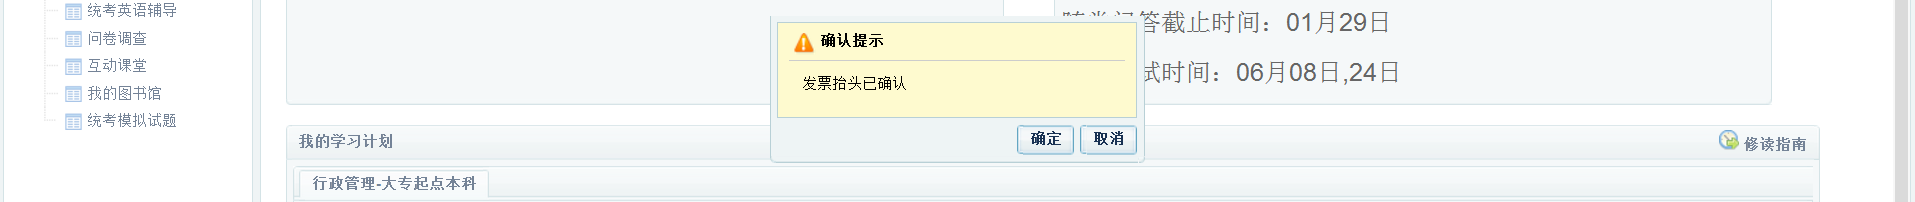 统考英语辅导
问卷调查
互动课堂
我的图书馆
统考模拟试题
答截止时间：01月29日
试时间：06月08日,24日
确认提示
发票抬头已确认
确定 取消
我的学习计划
修读指南
行政管理-大专起点本科